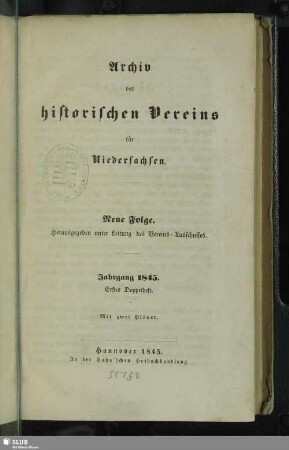 Archiv
des
historischen Vereins
für
Niedersachsen.
Neue Folge.
Herausgegeben unter Leitung des Vereins-Ausschusses.
Jahrgang 1845.
Erstes Doppelheft.
Mit zwei Plänen.
Hannover 1845.
In der Hahn'schen Hofbuchhandlung
SLUB